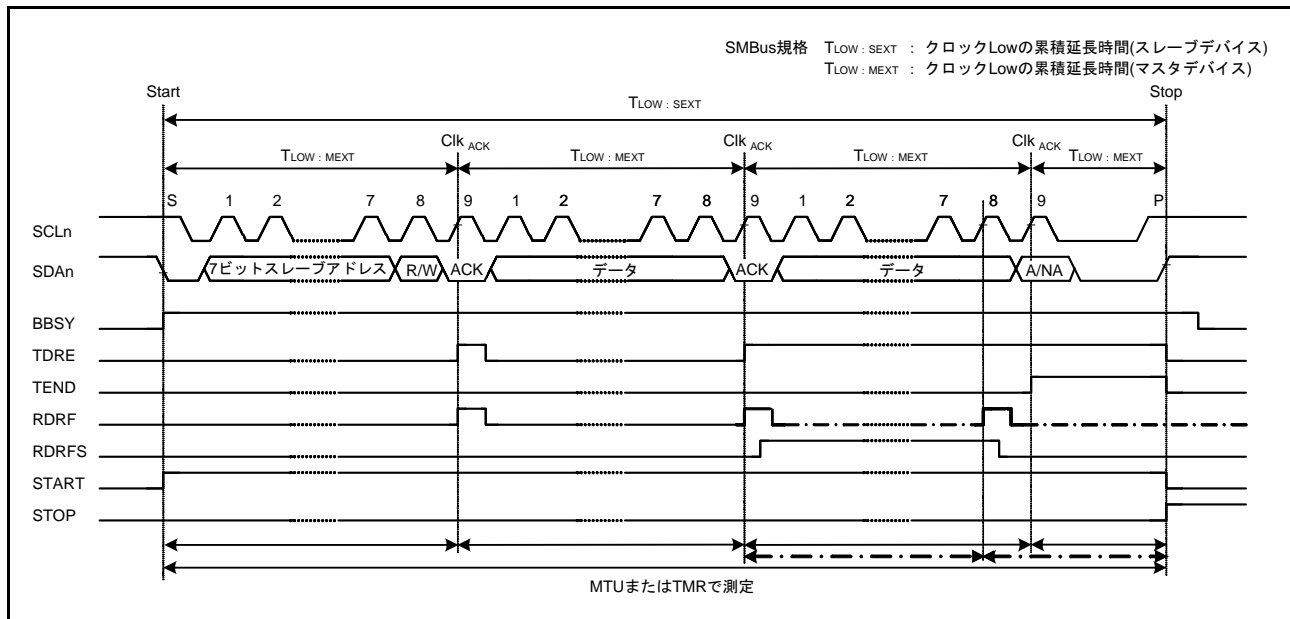 SMBus規格 TLOW : SEXT : クロックLowの累積延長時間(スレーブデバイス)
TLOW : MEXT : クロックLowの累積延長時間(マスタデバイス)
Start Stop
TLOW : SEXT
Clk ACK Clk ACK Clk ACK
TLOW : MEXT TLOW : MEXT TLOW : MEXT TLOW : MEXT
S 1 2 7 8 9 1 2 7 8 9 1 2 7 8 9 P
SCLn
SDAn 7ビットスレーブアドレス R/W ACK データ ACK データ A/NA
BBSY
TDRE
TEND
RDRF
RDRFS
START
STOP
MTUまたはTMRで測定